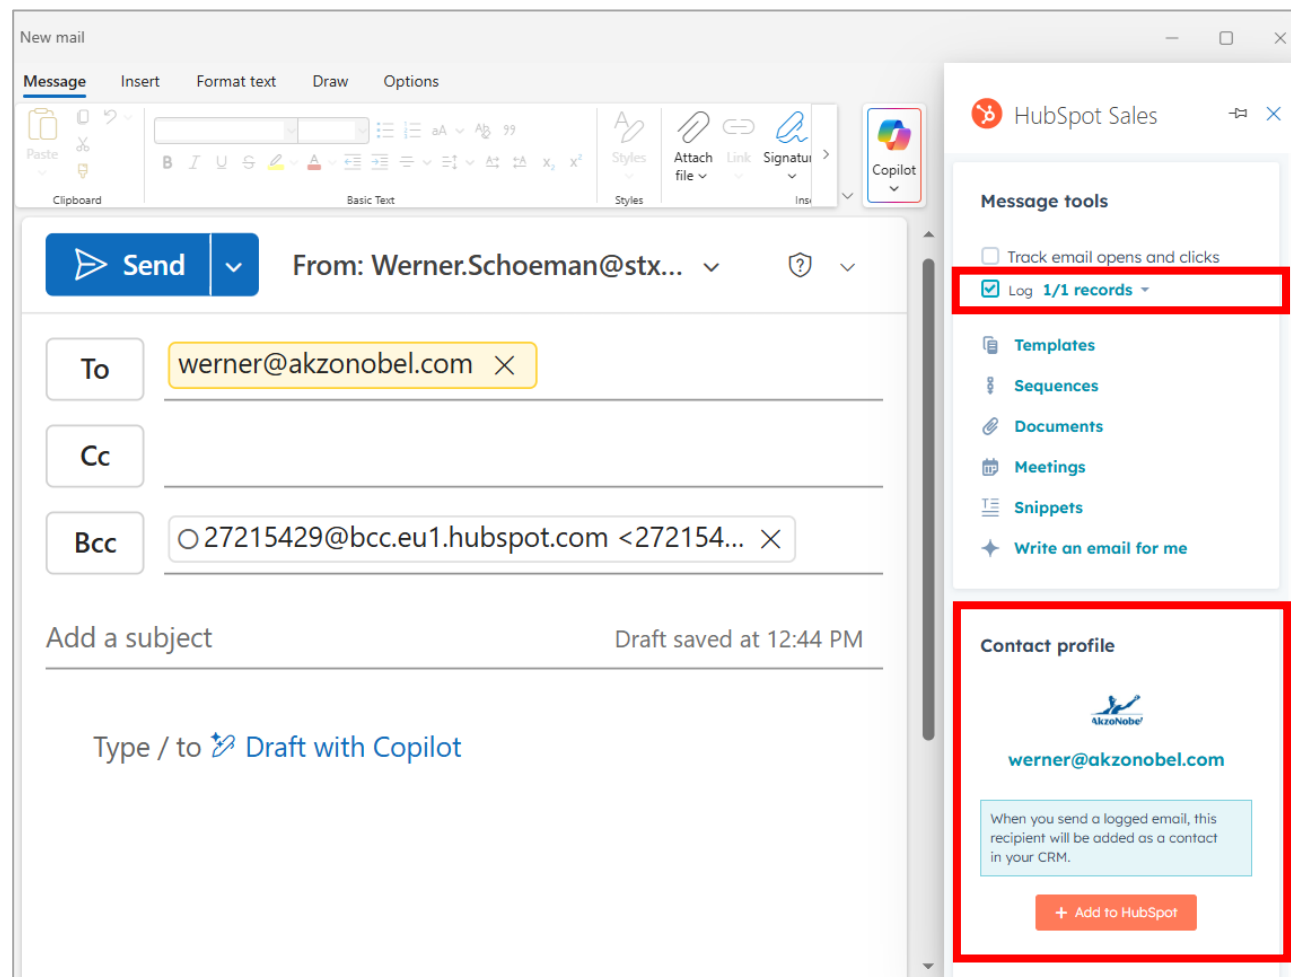 New mail
Message Insert Format text Draw Options
Paste
Clipboard
B I U
aA
Basic Text
Styles
Styles
Attach file
Link
Signatu
Ins
Copilot
Send
From: Werner.Schoeman@stx...
To
werner@akzonobel.com
Cc
Bcc
27215429@bcc.eu1.hubspot.com <272154...
Add a subject
Draft saved at 12:44 PM
Type / to Draft with Copilot
HubSpot Sales
Message tools
Track email opens and clicks
Log 1/1 records
Templates
Sequences
Documents
Meetings
Snippets
Write an email for me
Contact profile
AkzoNobel
werner@akzonobel.com
When you send a logged email, this
recipient will be added as a contact
in your CRM.
+ Add to HubSpot